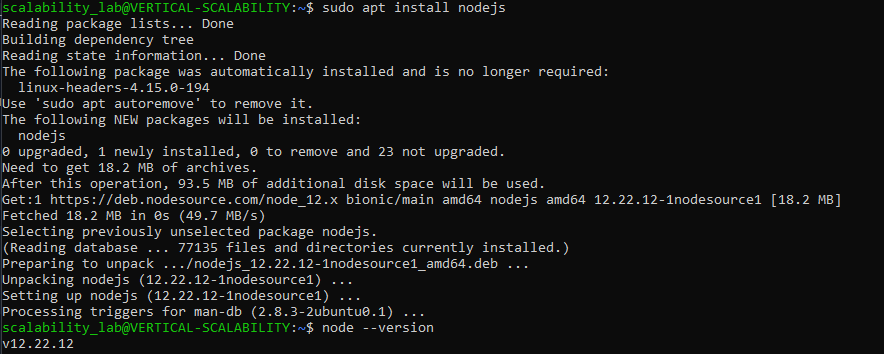 scalability_lab@VERTICAL-SCALABILITY:~$ sudo apt install nodejs
Reading package lists... Done
Building dependency tree
Reading state information... Done
The following package was automatically installed and is no longer required:
  linux-headers-4.15.0-194
Use 'sudo apt autoremove' to remove it.
The following NEW packages will be installed:
  nodejs
0 upgraded, 1 newly installed, 0 to remove and 23 not upgraded.
Need to get 18.2 MB of archives.
After this operation, 93.5 MB of additional disk space will be used.
Get:1 https://deb.nodesource.com/node_12.x bionic/main amd64 nodejs amd64 12.22.12-1nodesource1 [18.2 MB]
Fetched 18.2 MB in 0s (49.7 MB/s)
Selecting previously unselected package nodejs.
(Reading database ... 77135 files and directories currently installed.)
Preparing to unpack .../nodejs_12.22.12-1nodesource1_amd64.deb ...
Unpacking nodejs (12.22.12-1nodesource1) ...
Setting up nodejs (12.22.12-1nodesource1) ...
Processing triggers for man-db (2.8.3-2ubuntu0.1) ...
scalability_lab@VERTICAL-SCALABILITY:~$ node --version
v12.22.12